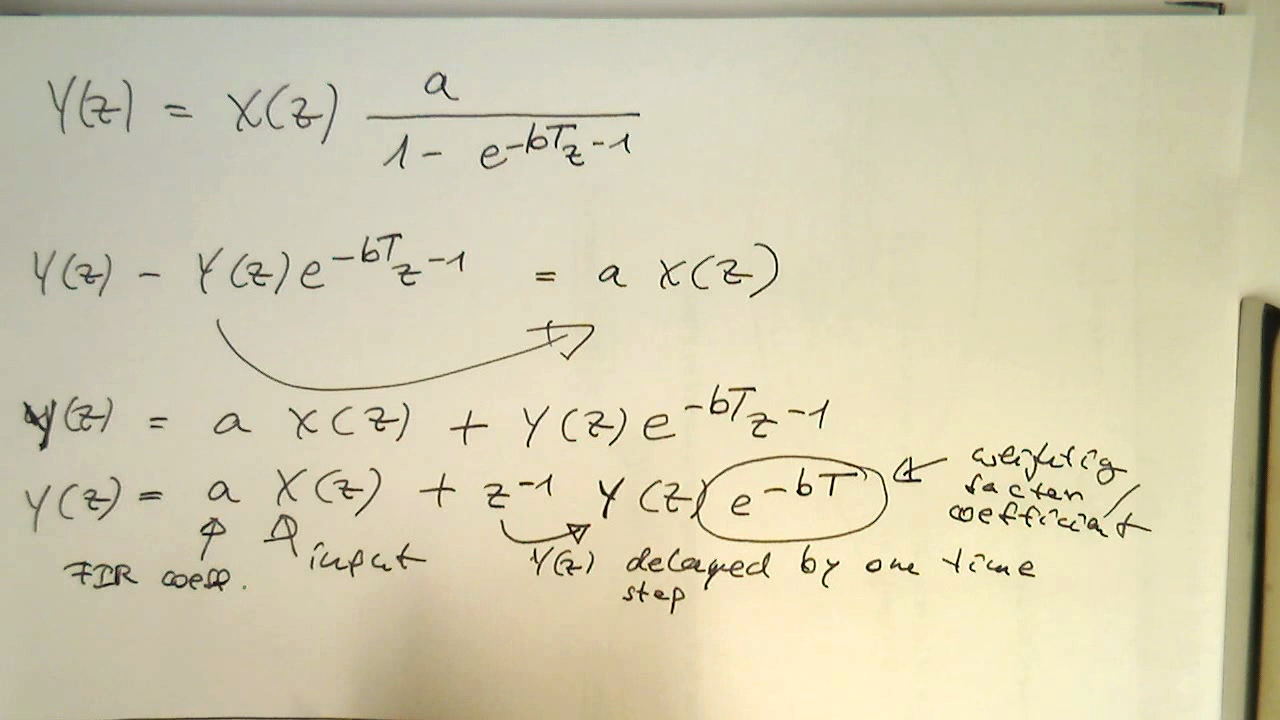 Y(z) = X(z) a / (1 - e^-bT z^-1)
Y(z) - Y(z) e^-bT z^-1 = a X(z)
Y(z) = a X(z) + Y(z) e^-bT z^-1
Y(z) = a X(z) + z^-1 Y(z) e^-bT
weightig
factor /
coefficient
FIR coeff.
input
Y(z) delayed by one time
step